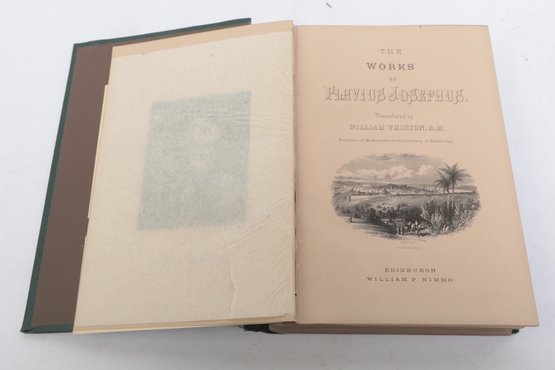 THE
WORKS
of
FLAVIUS JOSEPHUS.
Translated by
WILLIAM WHISTON, A.M.
Professor of Mathematics in the University of Cambridge.
EDINBURGH
WILLIAM P NIMMO.